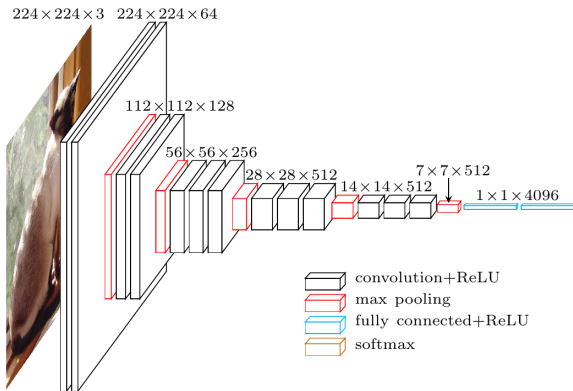 224×224×3
224×224×64
112×112×128
56×56×256
28×28×512
14×14×512
7×7×512
1×1×4096
convolution+ReLU
max pooling
fully connected+ReLU
softmax